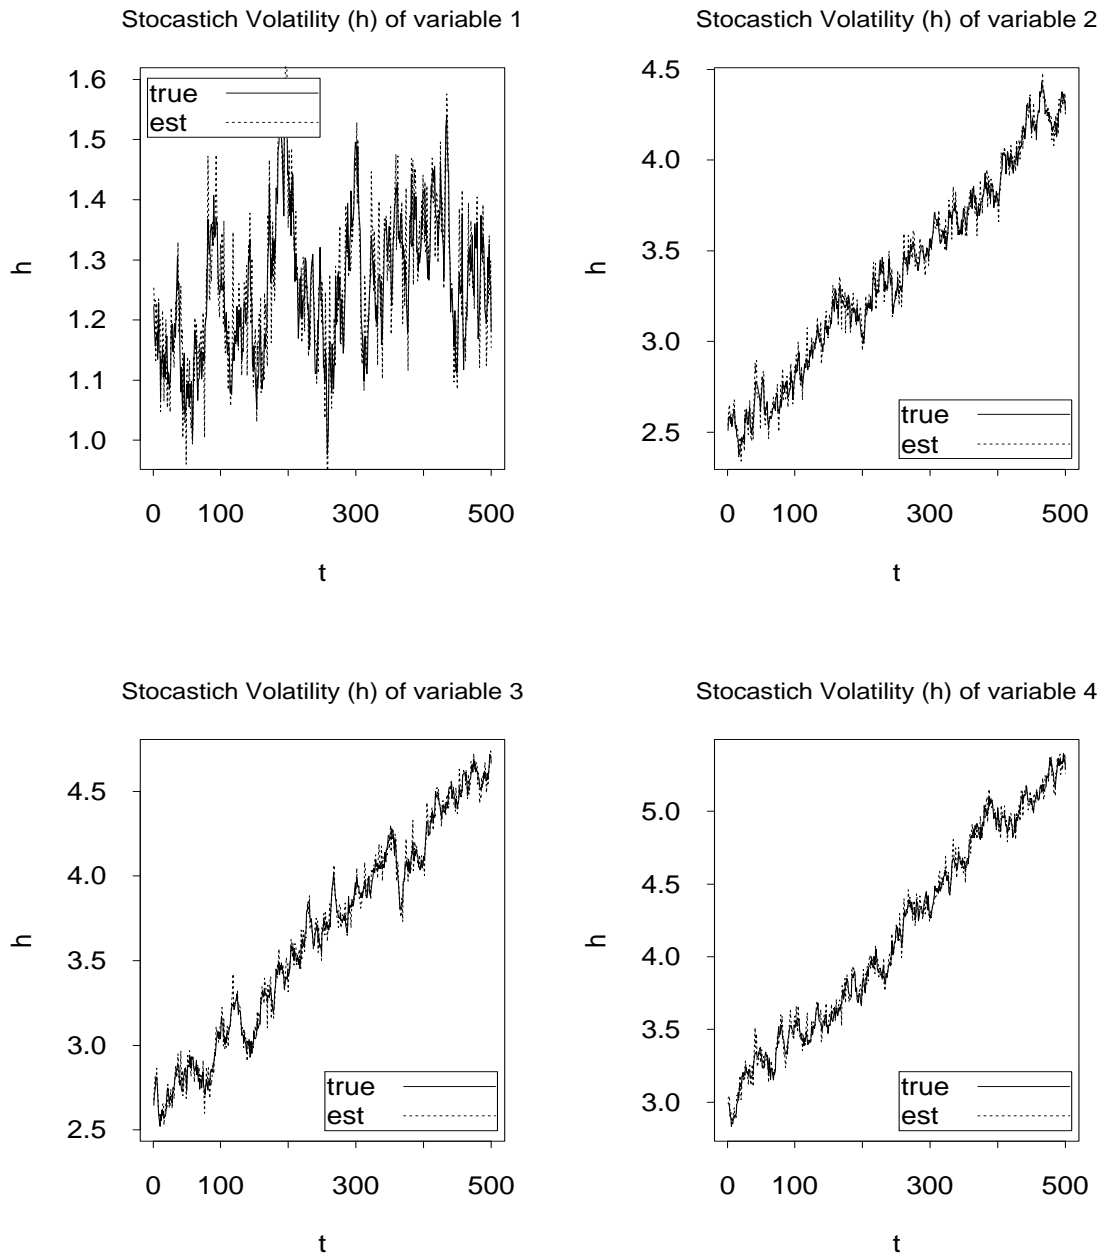 Stocastich Volatility (h) of variable 1
1.6
1.5
1.4
1.3
1.2
1.1
1.0
h
true
est
0 100 300 500
t
Stocastich Volatility (h) of variable 2
4.5
4.0
3.5
3.0
2.5
h
true
est
0 100 300 500
t
Stocastich Volatility (h) of variable 3
4.5
4.0
3.5
3.0
2.5
h
true
est
0 100 300 500
t
Stocastich Volatility (h) of variable 4
5.0
4.5
4.0
3.5
3.0
h
true
est
0 100 300 500
t